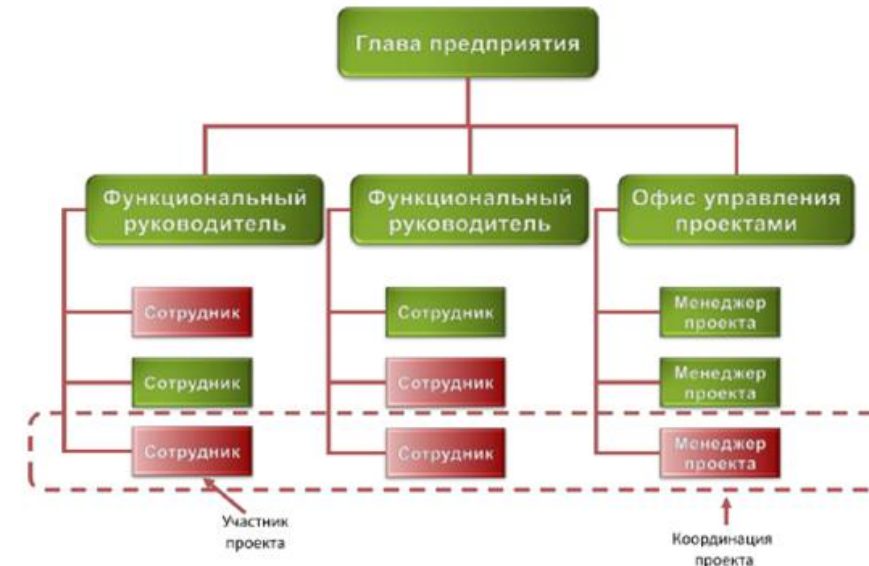 Глава предприятия
Функциональный
руководитель
Функциональный
руководитель
Офис управления
проектами
Сотрудник
Сотрудник
Менеджер
проекта
Сотрудник
Сотрудник
Менеджер
проекта
Сотрудник
Сотрудник
Менеджер
проекта
Участник
проекта
Координация
проекта